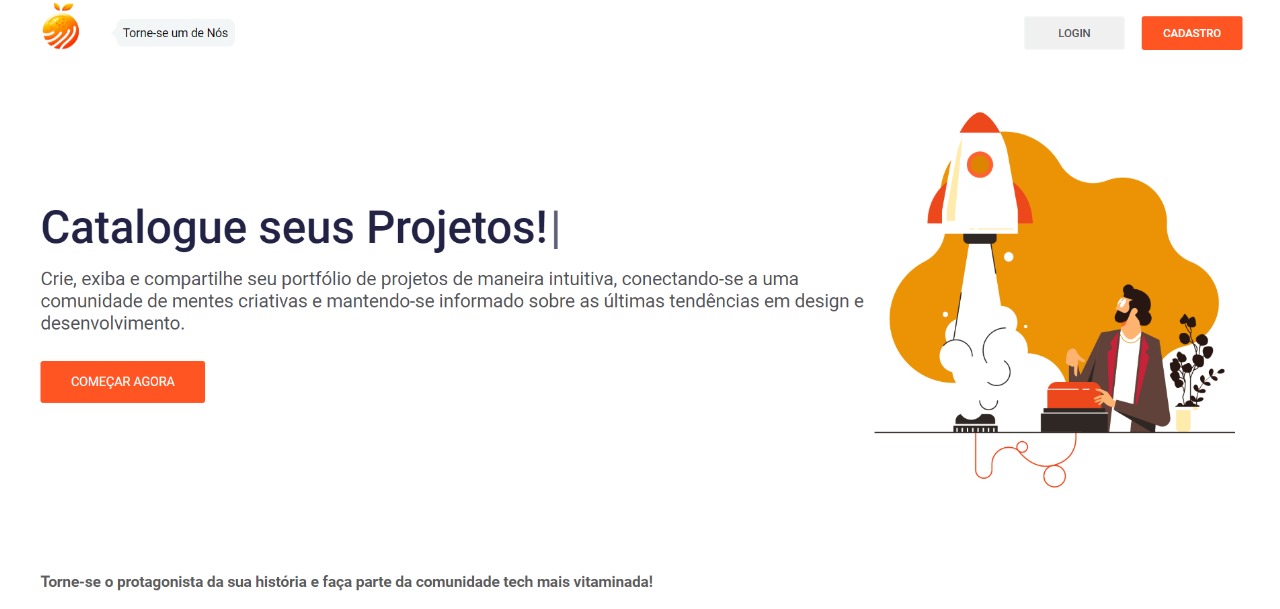 Torne-se um de Nós
LOGIN
CADASTRO
Catalogue seus Projetos!|
Crie, exiba e compartilhe seu portfólio de projetos de maneira intuitiva, conectando-se a uma
comunidade de mentes criativas e mantendo-se informado sobre as últimas tendências em design e
desenvolvimento.
COMEÇAR AGORA
Torne-se o protagonista da sua história e faça parte da comunidade tech mais vitaminada!